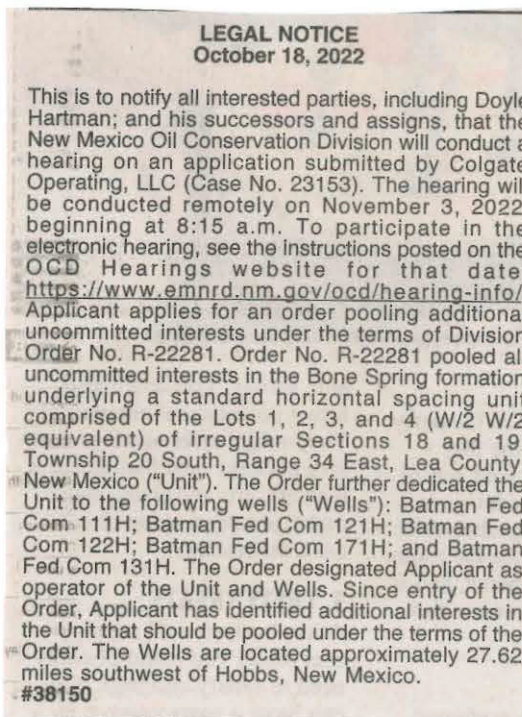 LEGAL NOTICE
October 18, 2022
This is to notify all interested parties, including Doyle
Hartman; and his successors and assigns, that the
New Mexico Oil Conservation Division will conduct a
hearing on an application submitted by Colgate
Operating, LLC (Case No. 23153). The hearing will
be conducted remotely on November 3, 2022
beginning at 8:15 a.m. To participate in the
electronic hearing, see the instructions posted on the
OCD Hearings website for that date
https://www.emnrd.nm.gov/ocd/hearing-info/
Applicant applies for an order pooling additional
uncommitted interests under the terms of Division
Order No. R-22281. Order No. R-22281 pooled all
uncommitted interests in the Bone Spring formation
underlying a standard horizontal spacing unit
comprised of the Lots 1, 2, 3, and 4 (W/2 W/2
equivalent) of irregular Sections 18 and 19
Township 20 South, Range 34 East, Lea County
New Mexico ("Unit"). The Order further dedicated the
Unit to the following wells ("Wells"): Batman Fed
Com 111H; Batman Fed Com 121H; Batman Fed
Com 122H; Batman Fed Com 171H; and Batman
Fed Com 131H. The Order designated Applicant as
operator of the Unit and Wells. Since entry of the
Order, Applicant has identified additional interests in
the Unit that should be pooled under the terms of the
Order. The Wells are located approximately 27.62
miles southwest of Hobbs, New Mexico.
#38150